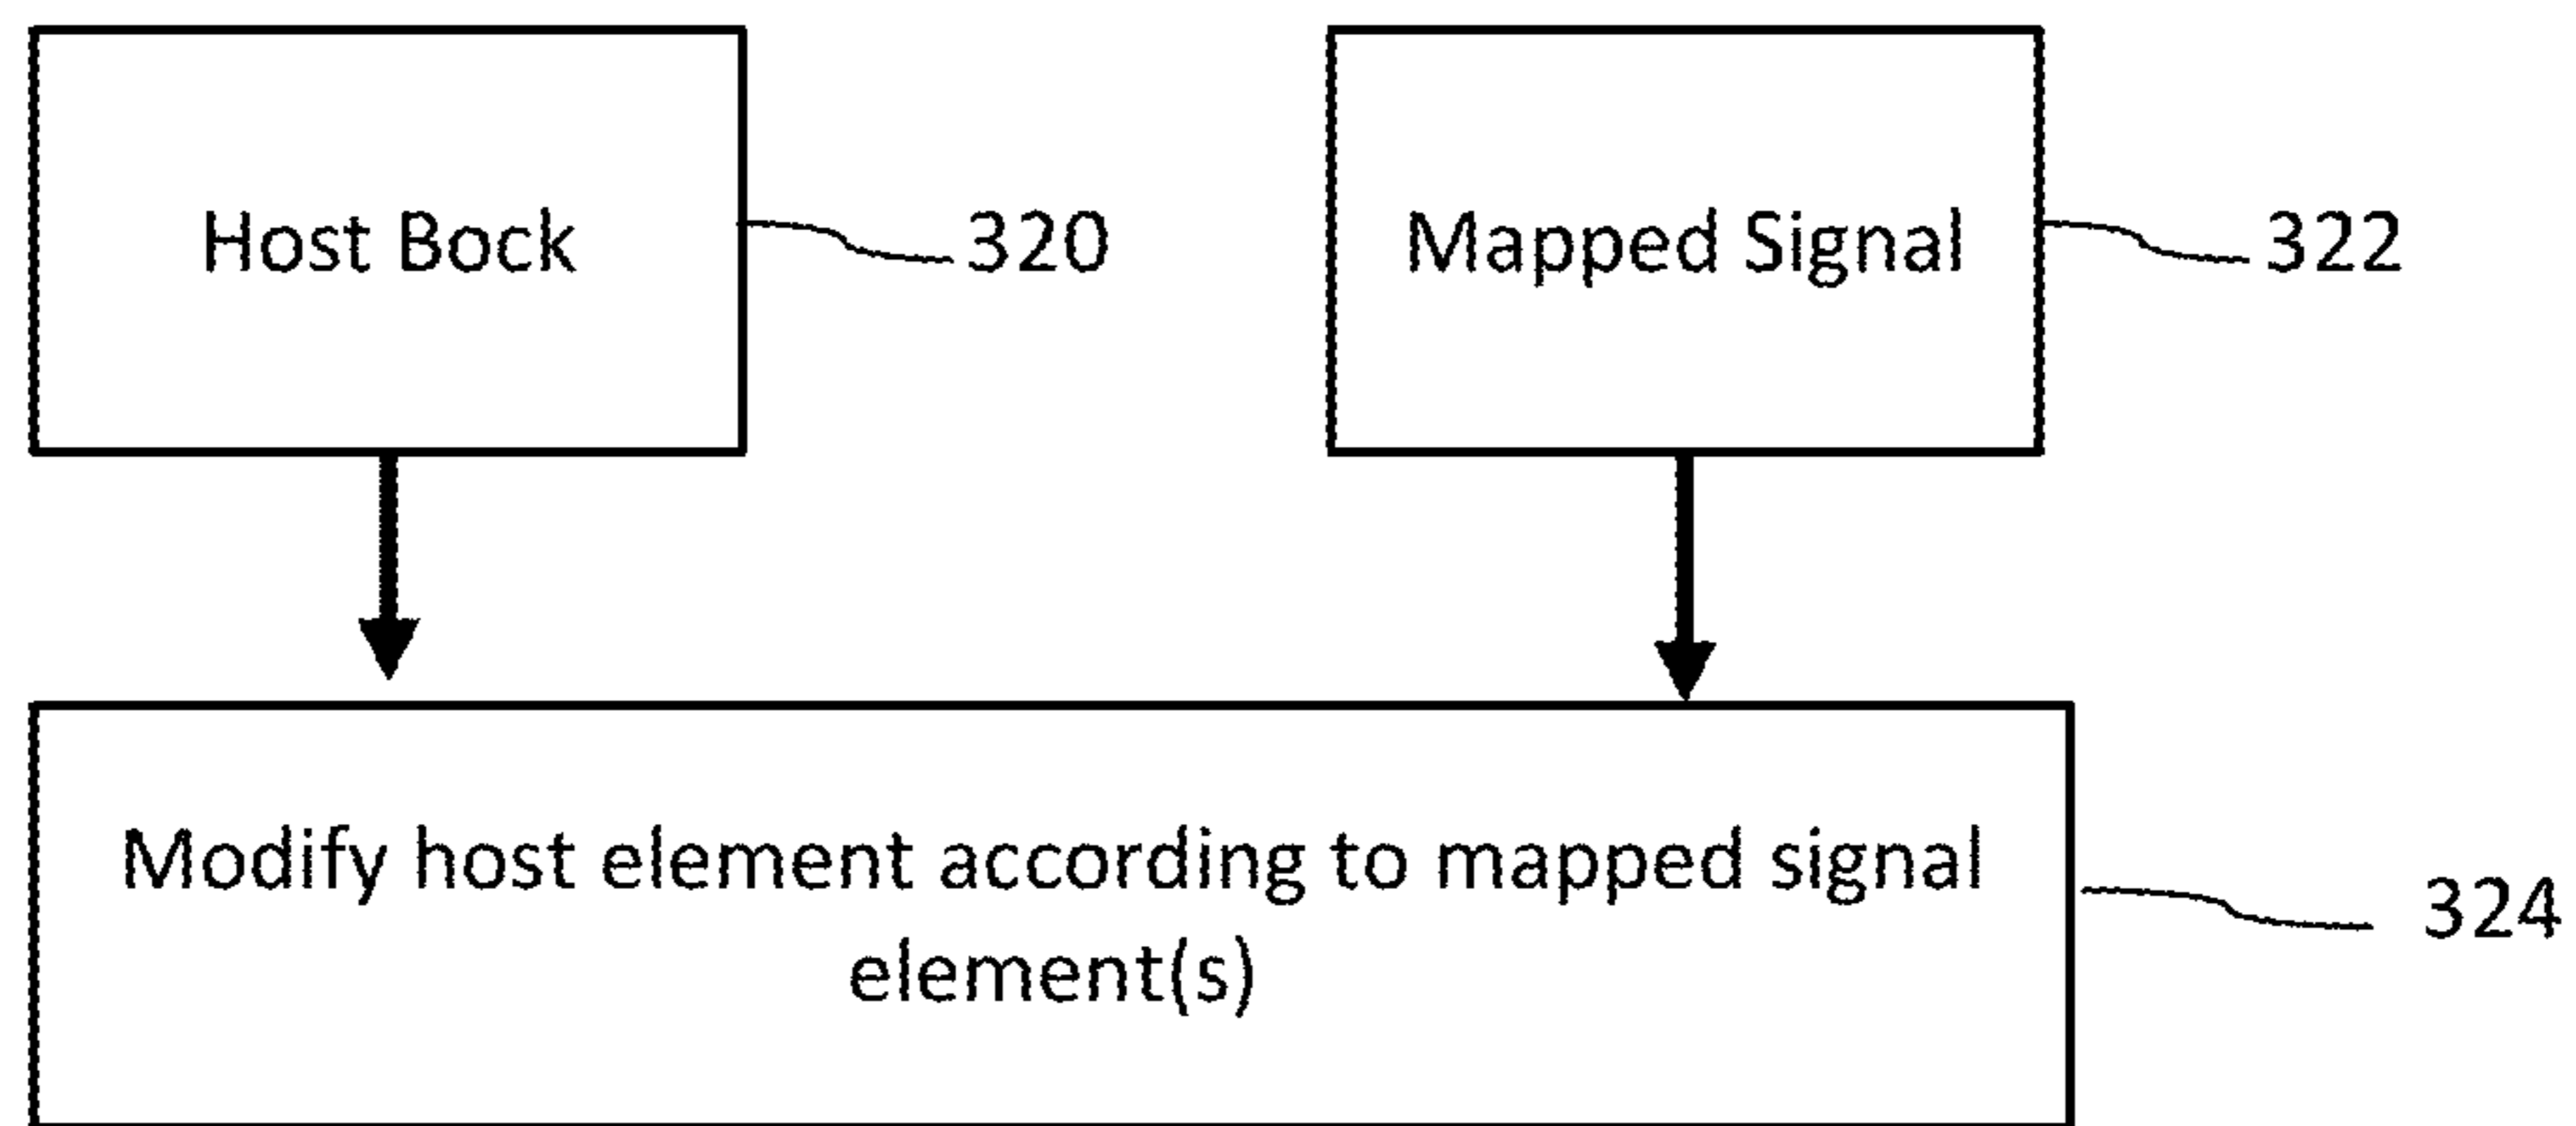 Host Bock
320
Mapped Signal
322
Modify host element according to mapped signal
element(s)
324